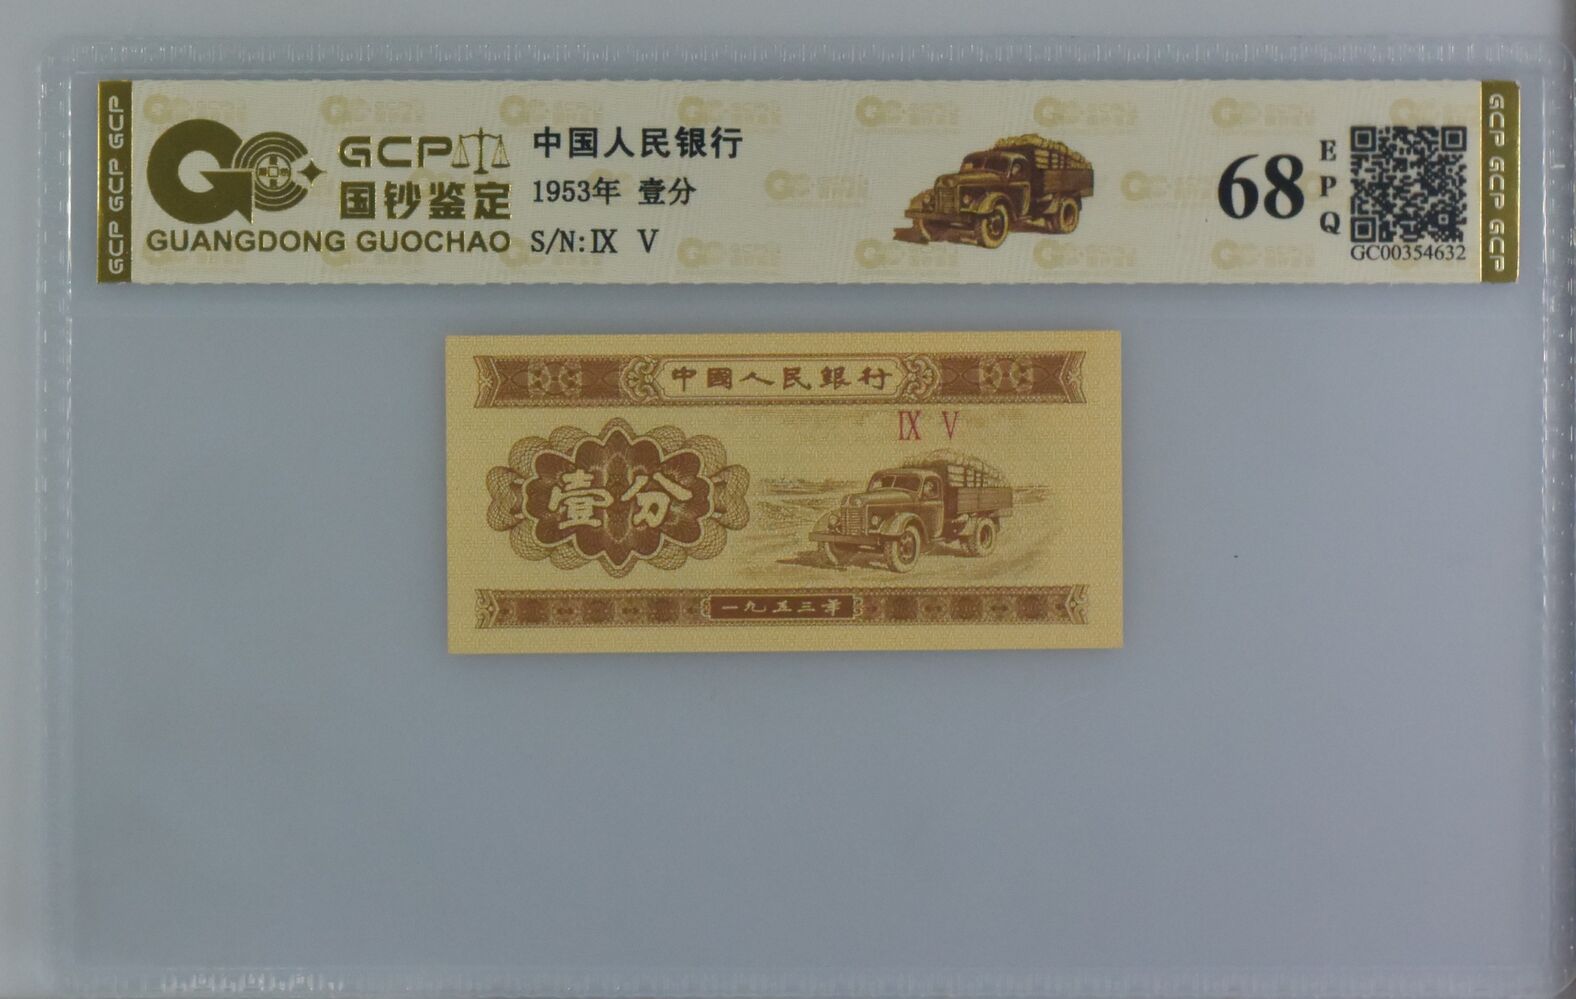 GCP GCP GCP
GCP
国钞鉴定
GUANGDONG GUOCHAO
中国人民银行
1953年 壹分
S/N:Ⅸ Ⅴ
68
EPQ
GC00354632
GCP GCP GCP
中國人民銀行
Ⅸ Ⅴ
壹分
一九五三年